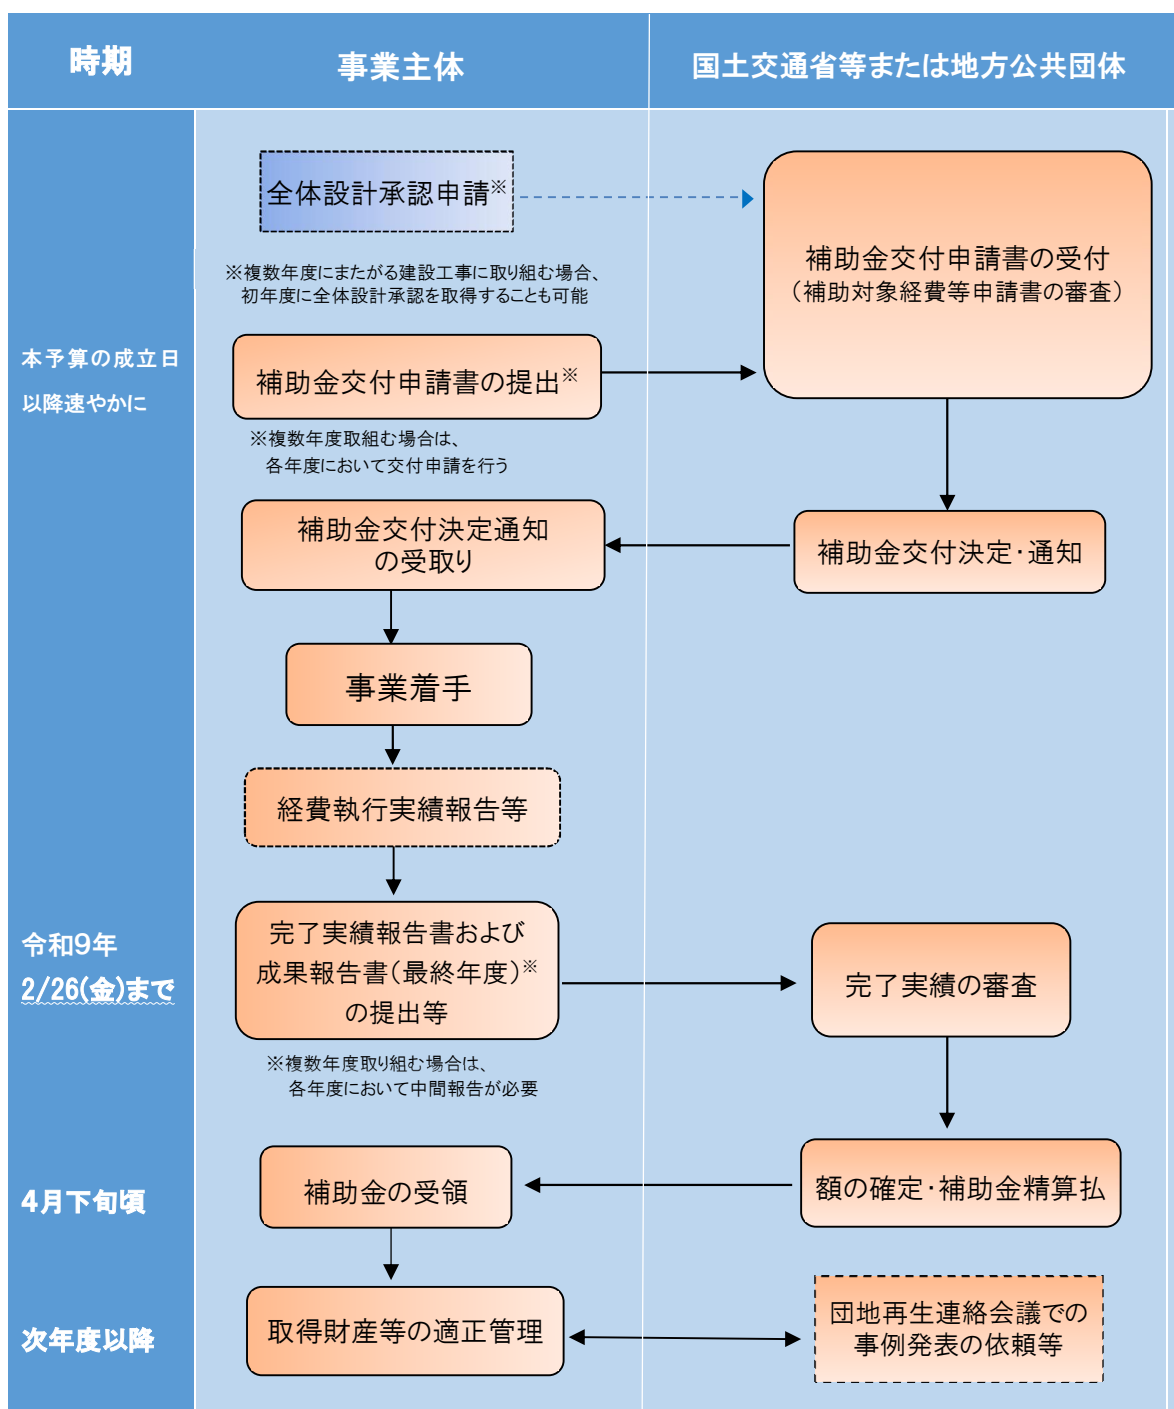 時期
事業主体
国土交通省等または地方公共団体
全体設計承認申請※
※複数年度にまたがる建設工事に取り組む場合、
初年度に全体設計承認を取得することも可能
補助金交付申請書の受付
（補助対象経費等申請書の審査）
本予算の成立日
以降速やかに
補助金交付申請書の提出※
※複数年度取組む場合は、
各年度において交付申請を行う
補助金交付決定通知
の受取り
補助金交付決定・通知
事業着手
経費執行実績報告等
令和9年
2/26(金)まで
完了実績報告書および
成果報告書（最終年度）※
の提出等
完了実績の審査
※複数年度取り組む場合は、
各年度において中間報告が必要
4月下旬頃
補助金の受領
額の確定・補助金精算払
次年度以降
取得財産等の適正管理
団地再生連絡会議での
事例発表の依頼等